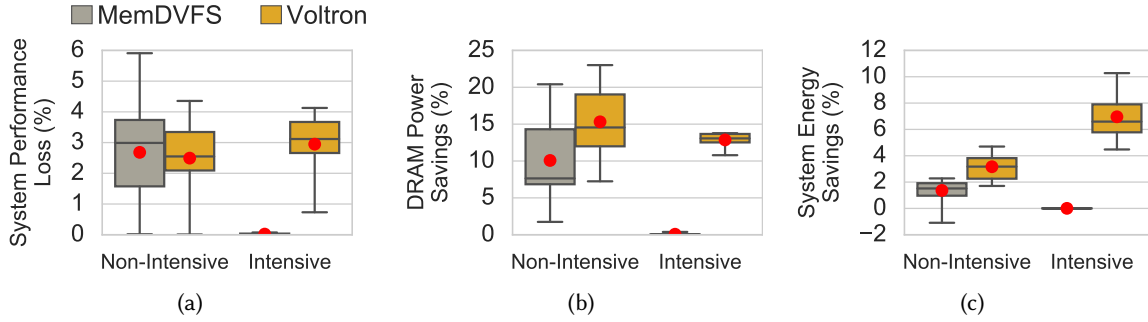 MemDVFS Voltron
System Performance
Loss (%)
6
5
4
3
2
1
0
Non-Intensive Intensive
(a)
DRAM Power
Savings (%)
25
20
15
10
5
0
Non-Intensive Intensive
(b)
System Energy
Savings (%)
12
10
8
6
4
2
0
−2
Non-Intensive Intensive
(c)